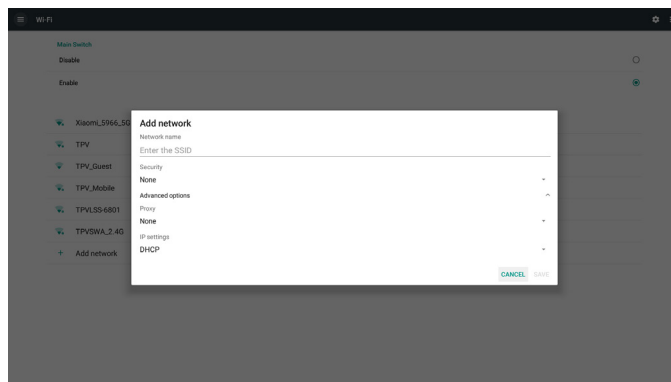 Wi-Fi
Main Switch
Disable
Enable
Xiaomi_5966_5G
TPV
TPV_Guest
TPV_Mobile
TPVLSS-6801
TPVSWA_2.4G
Add network
Add network
Network name
Enter the SSID
Security
None
Advanced options
Proxy
None
IP settings
DHCP
CANCEL SAVE